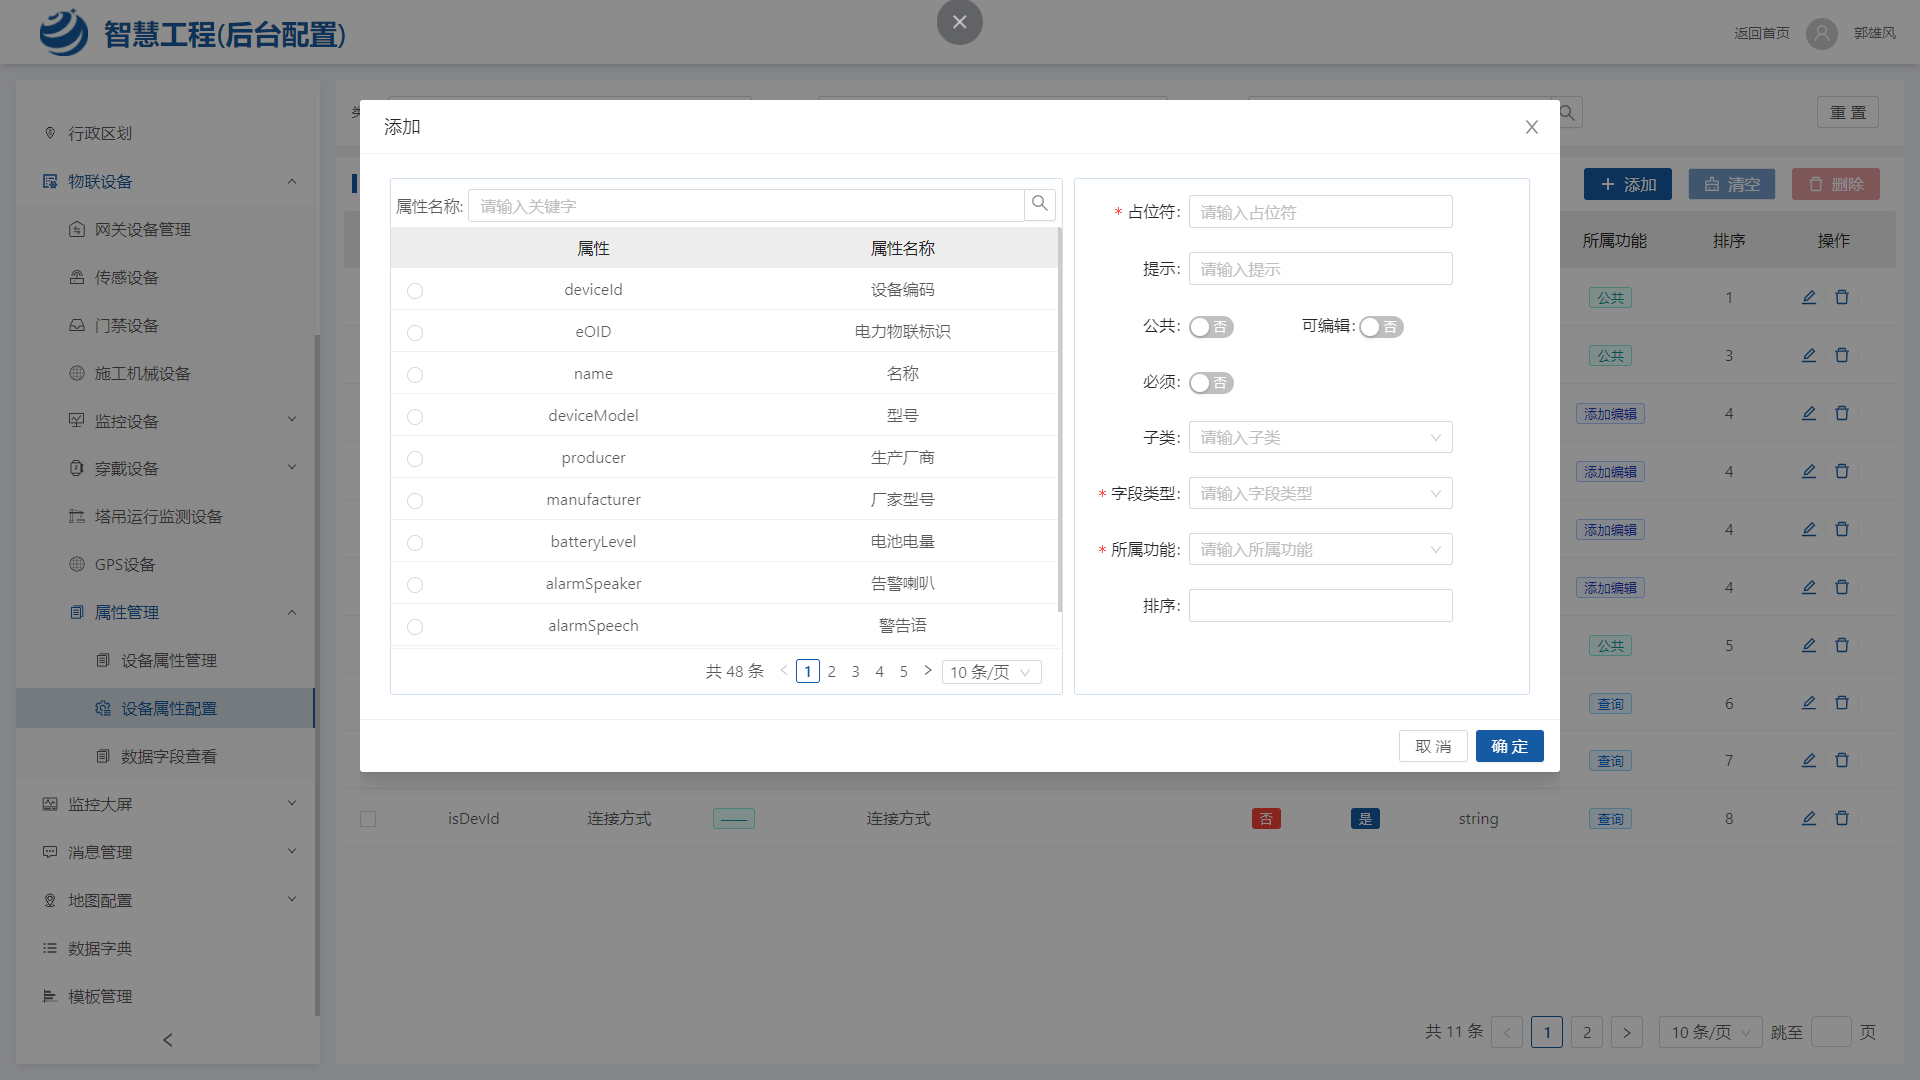 智慧工程(后台配置)
返回首页
郭雄风
行政区划
物联设备
网关设备管理
传感设备
门禁设备
施工机械设备
监控设备
穿戴设备
塔吊运行监测设备
GPS设备
属性管理
设备属性管理
设备属性配置
数据字段查看
监控大屏
消息管理
地图配置
数据字典
模板管理
重置
添加
清空
删除
所属功能 排序 操作
公共 1
公共 3
添加编辑 4
添加编辑 4
添加编辑 4
添加编辑 4
公共 5
查询 6
查询 7
isDevId 连接方式 —— 连接方式 否 是 string 查询 8
共 11 条 1 2 10 条/页 跳至 页
添加
属性名称: 请输入关键字
属性 属性名称
deviceId 设备编码
eOID 电力物联标识
name 名称
deviceModel 型号
producer 生产厂商
manufacturer 厂家型号
batteryLevel 电池电量
alarmSpeaker 告警喇叭
alarmSpeech 警告语
共 48 条 1 2 3 4 5 10 条/页
* 占位符: 请输入占位符
提示: 请输入提示
公共: 否 可编辑: 否
必须: 否
子类: 请输入子类
* 字段类型: 请输入字段类型
* 所属功能: 请输入所属功能
排序:
取消
确定